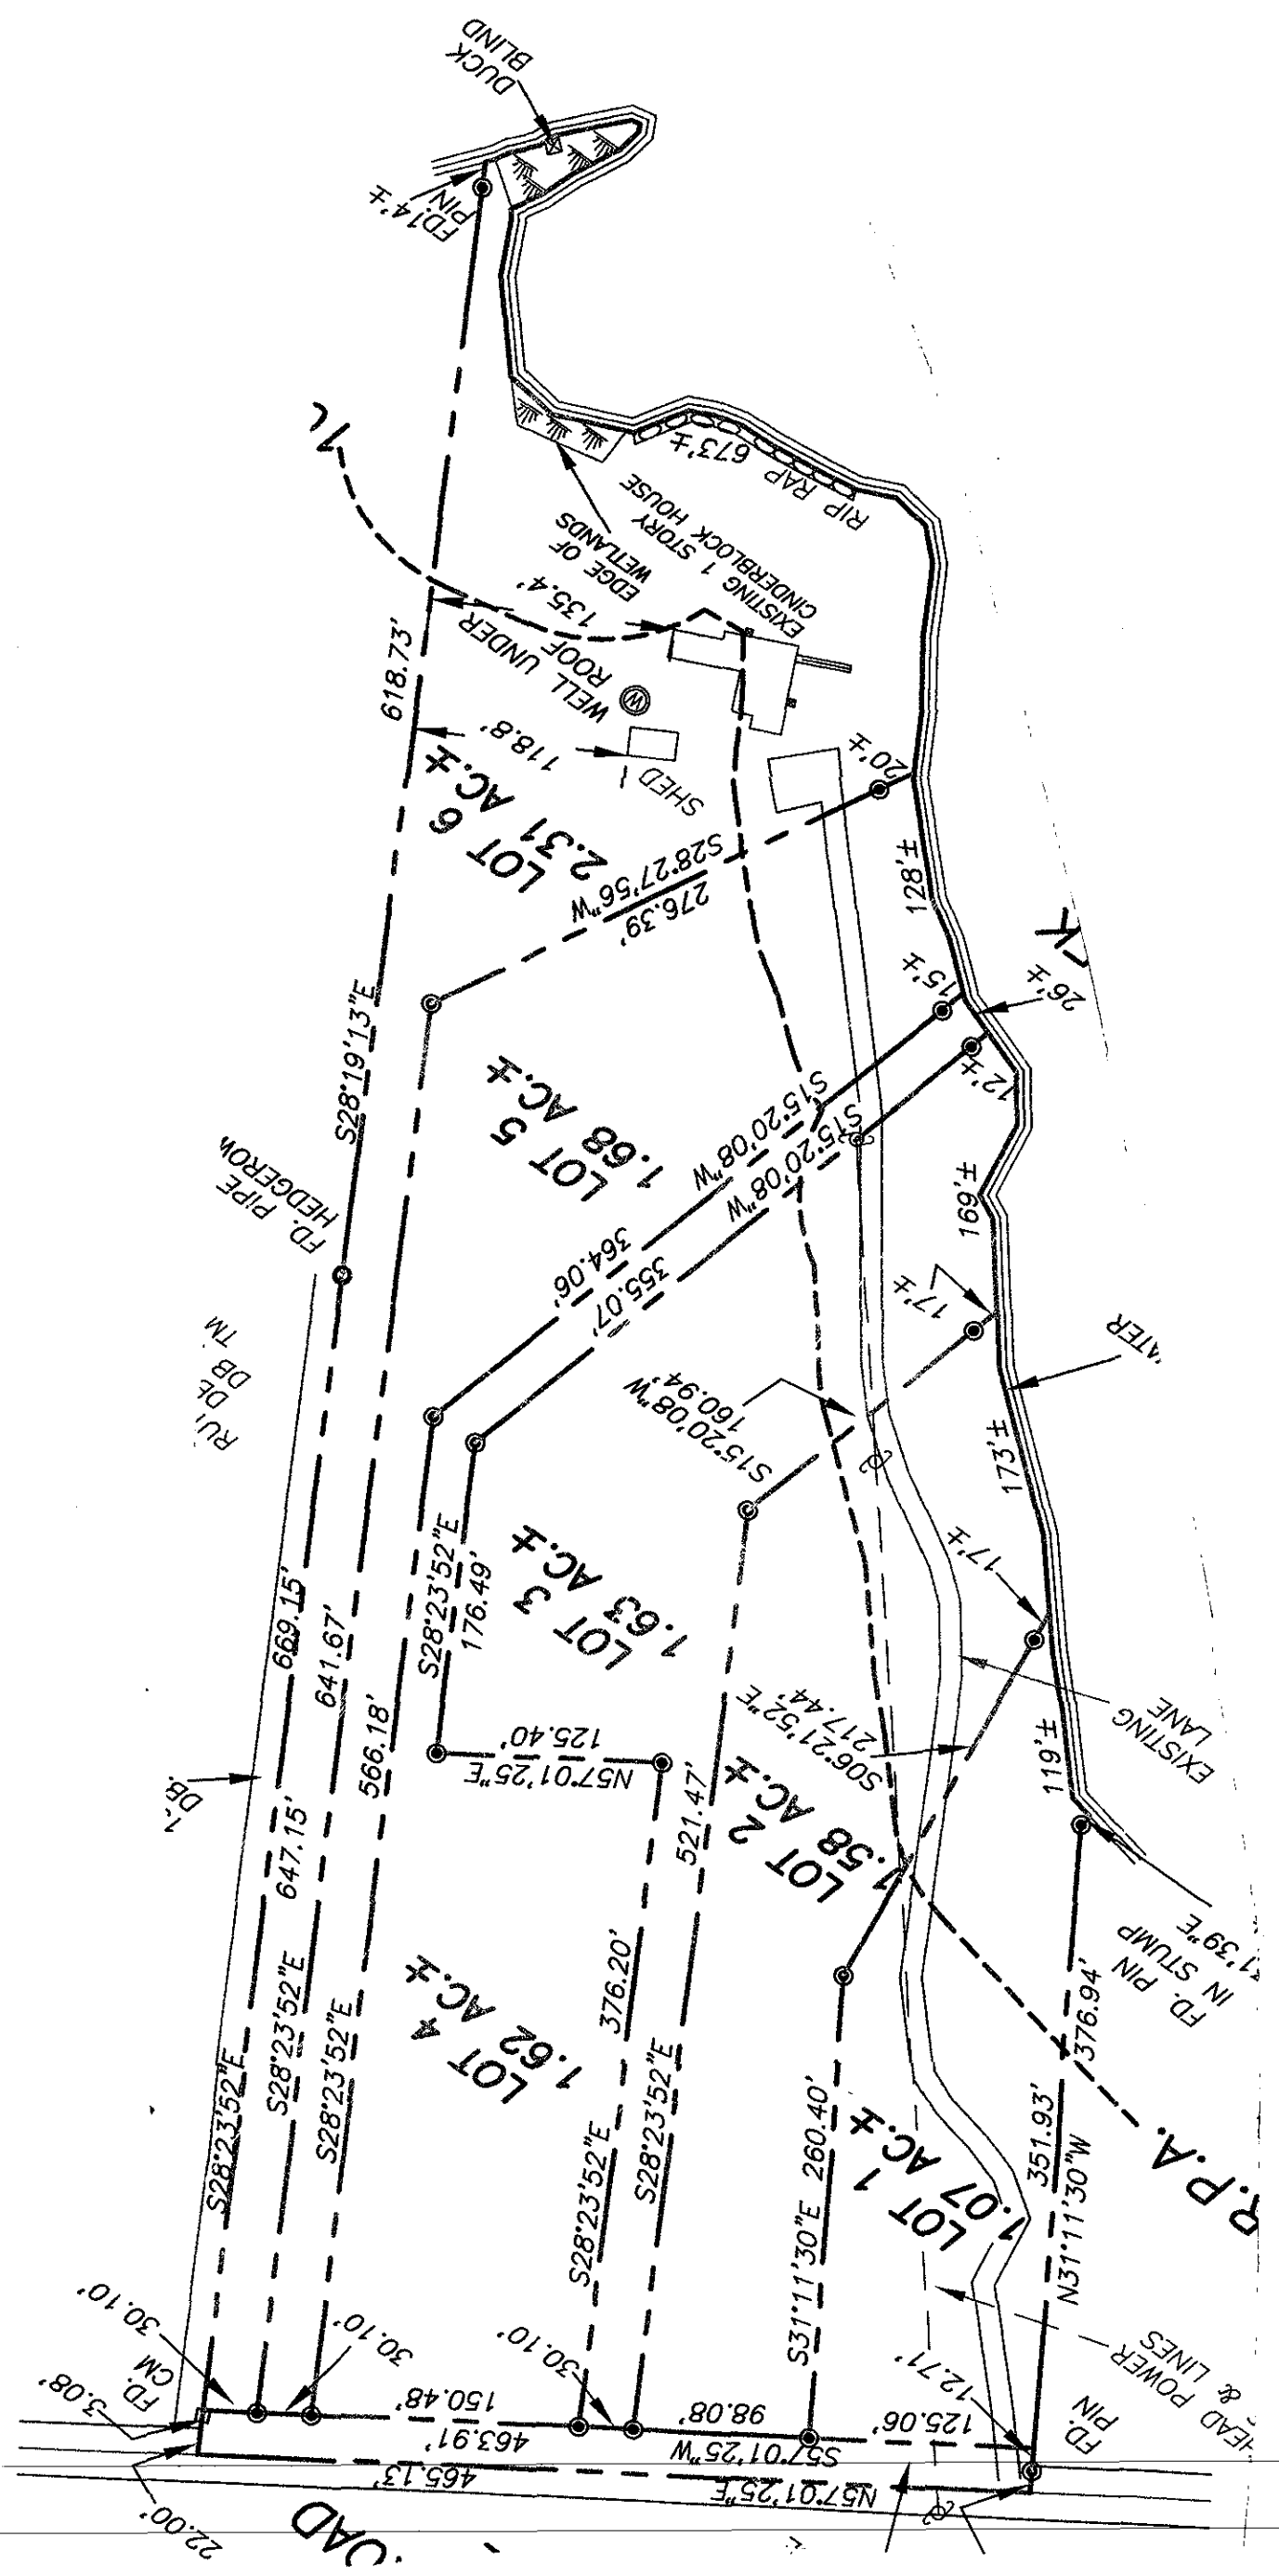 DUCK
BLIND
FD.
PIN
14'±
673'±
RIP RAP
EDGE OF
WETLANDS
EXISTING 1 STORY
CINDERBLOCK HOUSE
135.4'
WELL UNDER
ROOF
W
618.73'
118.8'
SHED
LOT 6
2.31 AC.±
20'±
S28°27'56"W
276.39'
128'±
15'±
26'±
12'±
S28°19'13"E
LOT 5
1.68 AC.±
S15°20'08"W
364.06'
S15°20'08"W
355.07'
FD. PIPE
HEDGEROW
169'±
17'±
S15°20'08"W
160.94'
173'±
17'±
S28°23'52"E
176.49'
LOT 3
1.63 AC.±
669.15'
641.67'
566.18'
125.40'
N57°01'25"E
S06°21'52"E
217.44'
EXISTING
LANE
119'±
DB.
647.15'
521.47'
LOT 2
1.58 AC.±
FD. PIN
IN STUMP
376.20'
376.94'
LOT 4
1.62 AC.±
S28°23'52"E
S28°23'52"E
S28°23'52"E
S28°23'52"E
S28°23'52"E
S31°11'30"E 260.40'
LOT 1
1.07 AC.±
351.93'
N31°11'30"W
R.P.A.
30.10'
3.08'
FD.
CM
30.10'
30.10'
12.71'
POWER
& LINES
FD.
PIN
150.48'
98.08'
125.06'
463.91'
S57°01'25"W
465.13'
N57°01'25"E
22.00'